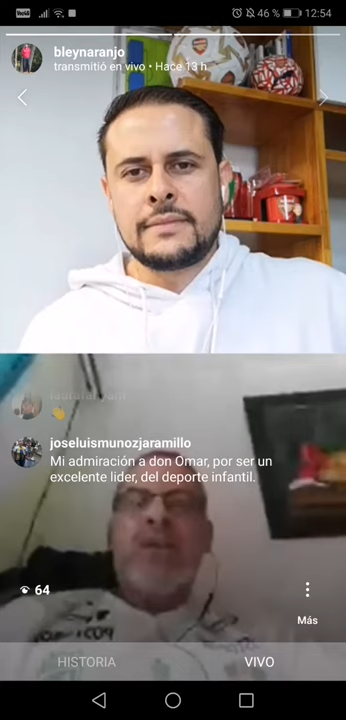 46 %
12:54
bleynaranjo
transmitió en vivo • Hace 13 h
joseluismunozjaramillo
Mi admiración a don Omar, por ser un
excelente lider, del deporte infantil.
64
Más
HISTORIA
VIVO